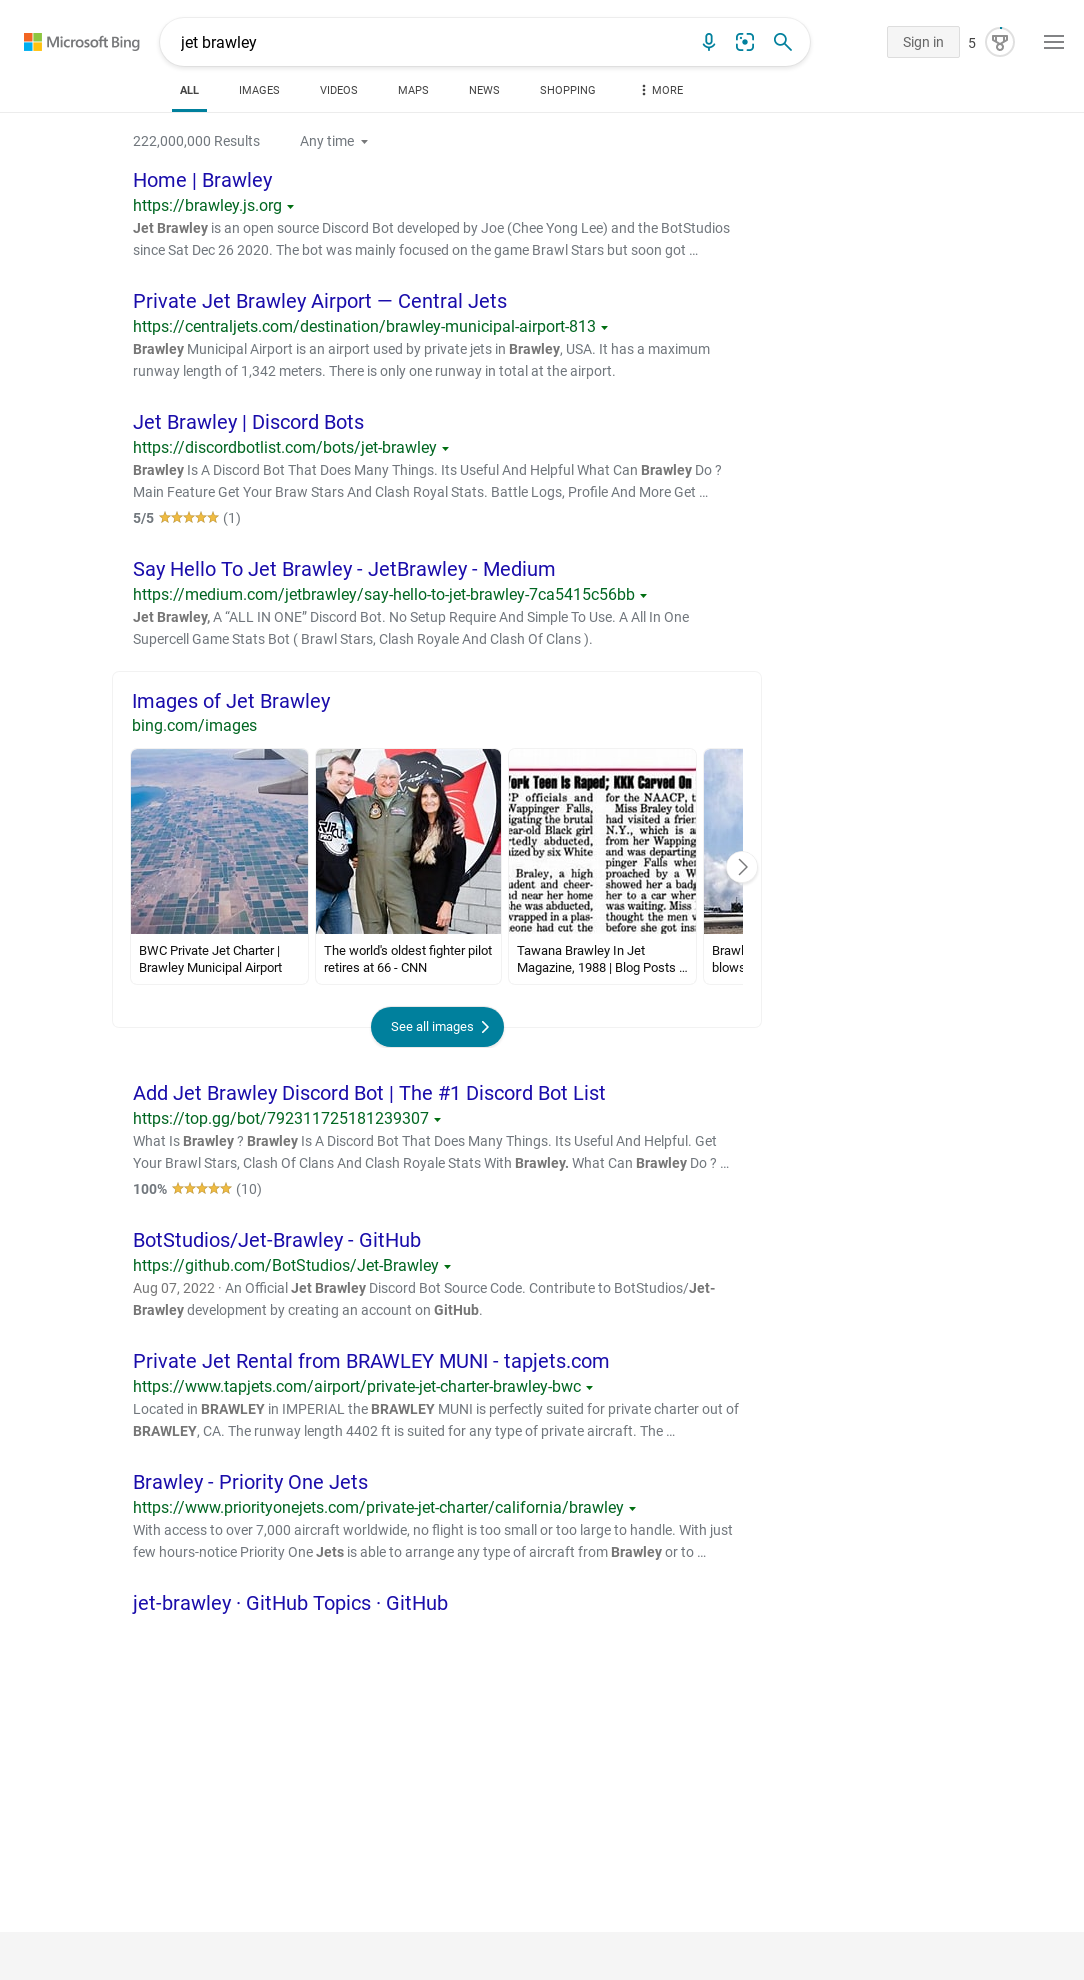 Microsoft Bing
jet brawley
Sign in
5
ALL
IMAGES
VIDEOS
MAPS
NEWS
SHOPPING
MORE
222,000,000 Results
Any time
Home | Brawley
https://brawley.js.org
Jet Brawley is an open source Discord Bot developed by Joe (Chee Yong Lee) and the BotStudios
since Sat Dec 26 2020. The bot was mainly focused on the game Brawl Stars but soon got …
Private Jet Brawley Airport — Central Jets
https://centraljets.com/destination/brawley-municipal-airport-813
Brawley Municipal Airport is an airport used by private jets in Brawley, USA. It has a maximum
runway length of 1,342 meters. There is only one runway in total at the airport.
Jet Brawley | Discord Bots
https://discordbotlist.com/bots/jet-brawley
Brawley Is A Discord Bot That Does Many Things. Its Useful And Helpful What Can Brawley Do ?
Main Feature Get Your Braw Stars And Clash Royal Stats. Battle Logs, Profile And More Get …
5/5 (1)
Say Hello To Jet Brawley - JetBrawley - Medium
https://medium.com/jetbrawley/say-hello-to-jet-brawley-7ca5415c56bb
Jet Brawley, A “ALL IN ONE” Discord Bot. No Setup Require And Simple To Use. A All In One
Supercell Game Stats Bot ( Brawl Stars, Clash Royale And Clash Of Clans ).
Images of Jet Brawley
bing.com/images
RIP CURL
ork Teen Is Raped; KKK Carved On
P officials and
Wappinger Falls,
igating the brutal
ear-old Black girl
rtedly abducted,
ized by six White
Braley, a high
udent and cheer-
nd near her home
she was abducted,
wrapped in a plas-
eone had cut the
for the NAACP, t
Miss Braley told
had visited a frien
N.Y., which is a
from her Wapping
and was departing
pinger Falls when
proached by a W
showed her a badg
her to a car wher
was waiting. Miss
thought the men v
before she got insi
BWC Private Jet Charter |
Brawley Municipal Airport
The world's oldest fighter pilot
retires at 66 - CNN
Tawana Brawley In Jet
Magazine, 1988 | Blog Posts …
Brawl
blows
See all images
Add Jet Brawley Discord Bot | The #1 Discord Bot List
https://top.gg/bot/792311725181239307
What Is Brawley ? Brawley Is A Discord Bot That Does Many Things. Its Useful And Helpful. Get
Your Brawl Stars, Clash Of Clans And Clash Royale Stats With Brawley. What Can Brawley Do ? …
100% (10)
BotStudios/Jet-Brawley - GitHub
https://github.com/BotStudios/Jet-Brawley
Aug 07, 2022 · An Official Jet Brawley Discord Bot Source Code. Contribute to BotStudios/Jet-
Brawley development by creating an account on GitHub.
Private Jet Rental from BRAWLEY MUNI - tapjets.com
https://www.tapjets.com/airport/private-jet-charter-brawley-bwc
Located in BRAWLEY in IMPERIAL the BRAWLEY MUNI is perfectly suited for private charter out of
BRAWLEY, CA. The runway length 4402 ft is suited for any type of private aircraft. The …
Brawley - Priority One Jets
https://www.priorityonejets.com/private-jet-charter/california/brawley
With access to over 7,000 aircraft worldwide, no flight is too small or too large to handle. With just
few hours-notice Priority One Jets is able to arrange any type of aircraft from Brawley or to …
jet-brawley · GitHub Topics · GitHub